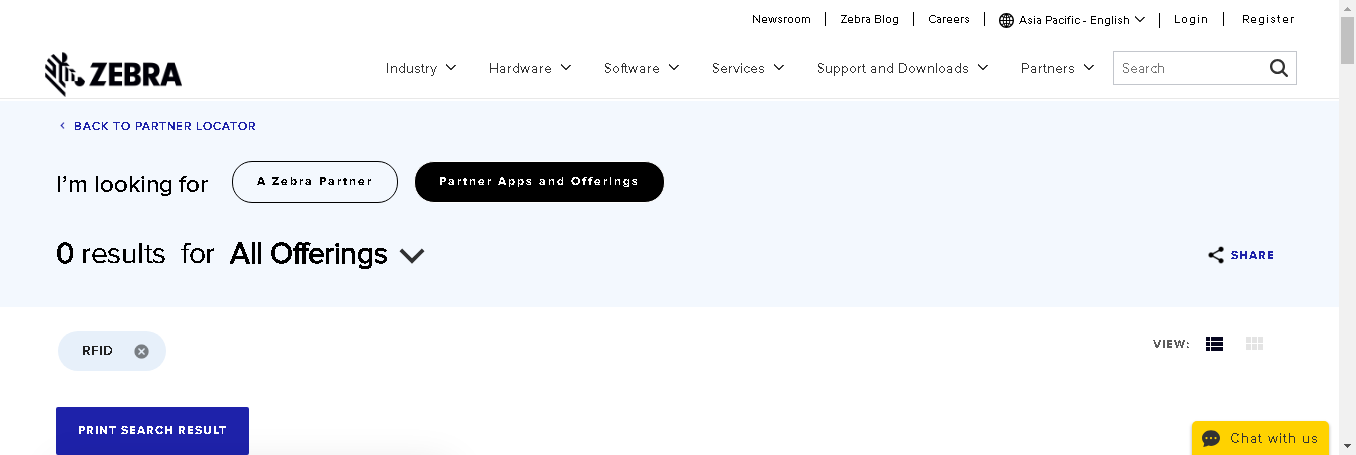 Newsroom Zebra Blog Careers Asia Pacific - English Login Register
ZEBRA Industry Hardware Software Services Support and Downloads Partners Search
BACK TO PARTNER LOCATOR
I'm looking for A Zebra Partner Partner Apps and Offerings
0 results for All Offerings SHARE
RFID VIEW:
PRINT SEARCH RESULT
Chat with us